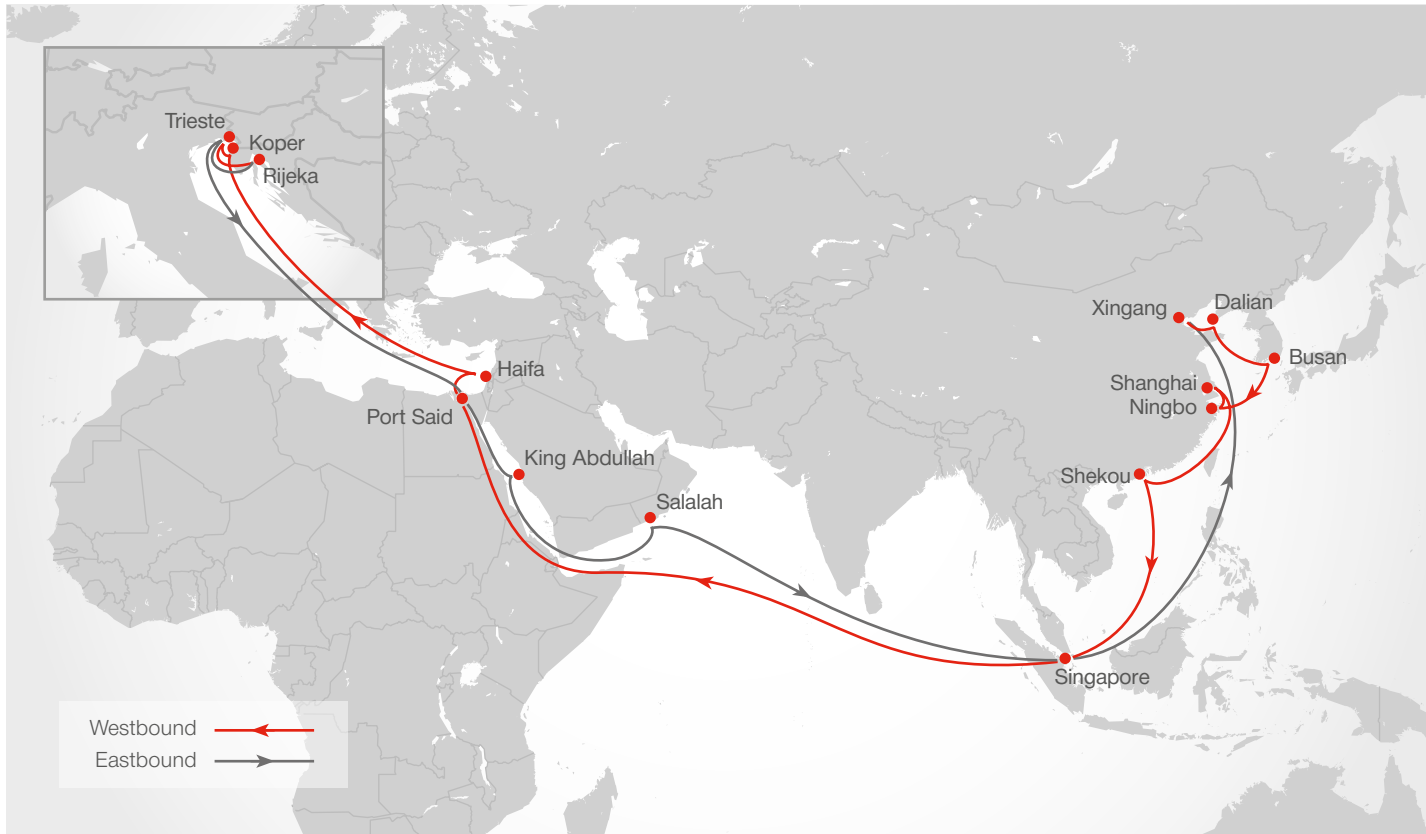 Trieste
Koper
Rijeka
Xingang
Dalian
Busan
Haifa
Shanghai
Ningbo
Port Said
King Abdullah
Shekou
Salalah
Singapore
Westbound
Eastbound